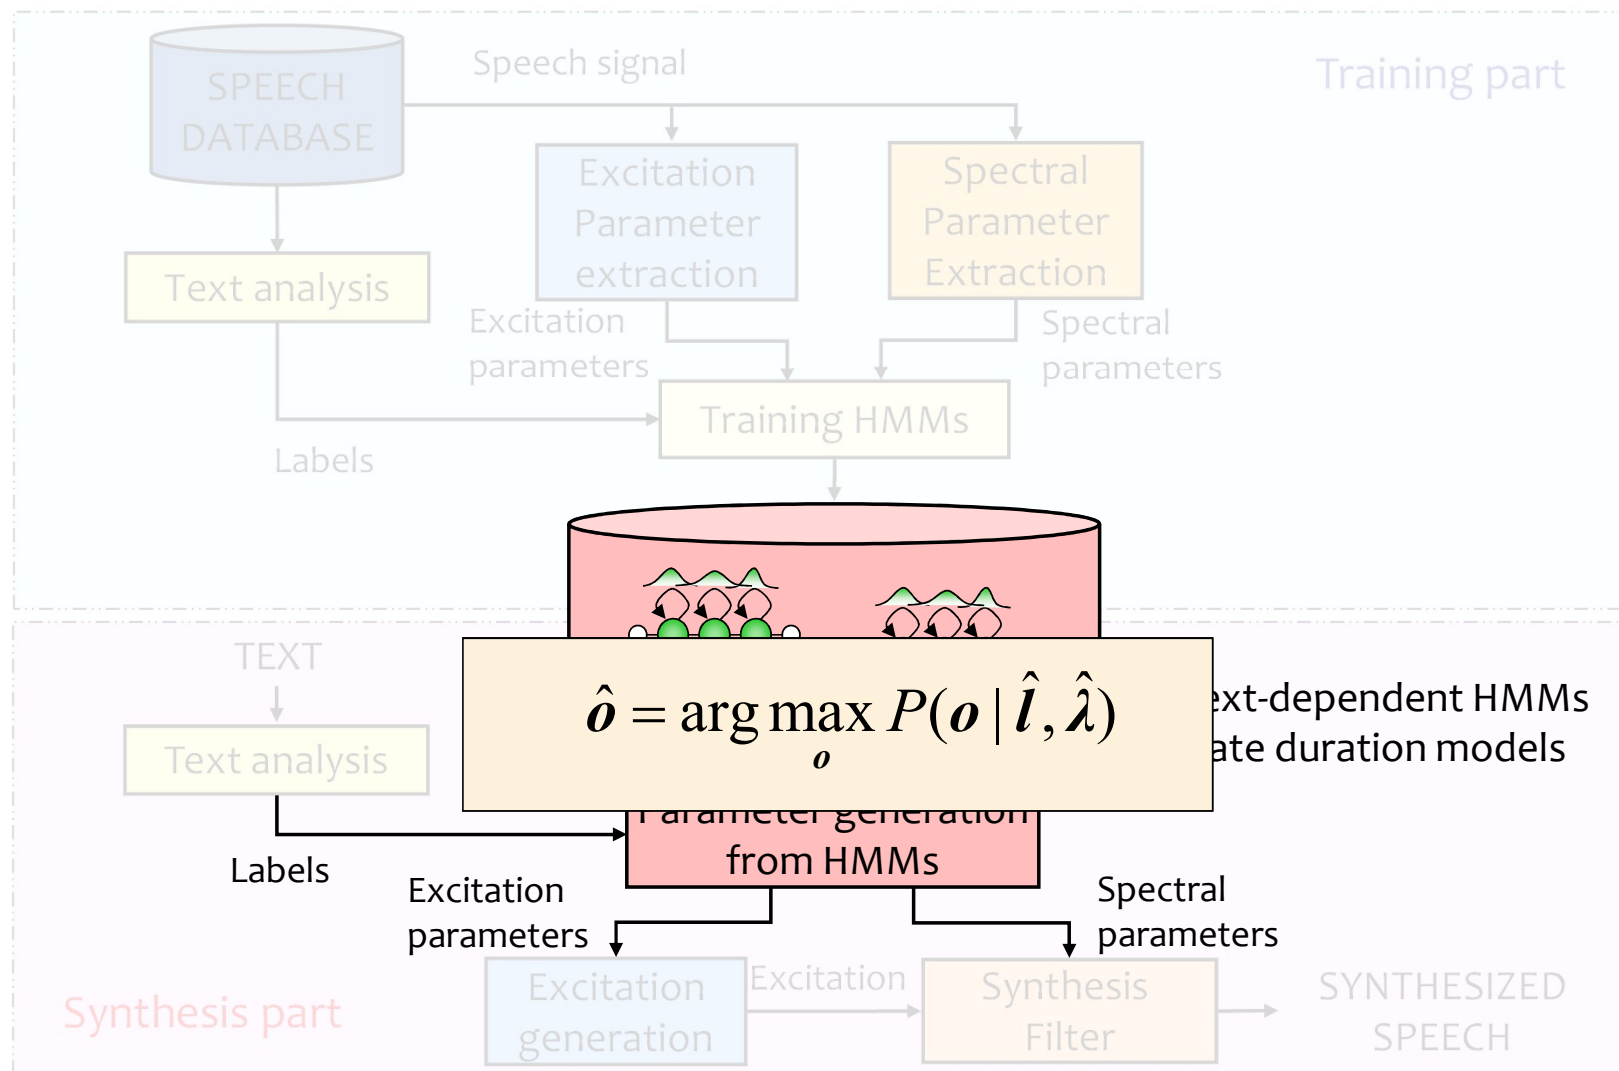 Training part
Speech signal
SPEECH
DATABASE
Excitation
Parameter
extraction
Spectral
Parameter
Extraction
Text analysis
Excitation
parameters
Spectral
parameters
Training HMMs
Labels
TEXT
Text analysis
ô = arg max P(o | l̂, λ̂)
o
ext-dependent HMMs
ate duration models
Parameter generation
from HMMs
Labels
Excitation
parameters
Spectral
parameters
Synthesis part
Excitation
generation
Excitation
Synthesis
Filter
SYNTHESIZED
SPEECH